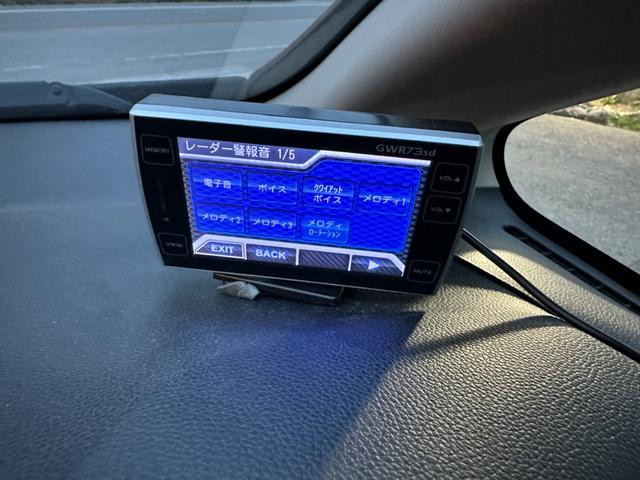 レーダー警報音 1/5
GWR73sd
MEMORY
電子音 ボイス クワイアット ボイス メロディ1
VOL▲
メロディ2 メロディ3 メロディ ローテーション
VOL▼
VIEW
EXIT BACK ▶
MUTE